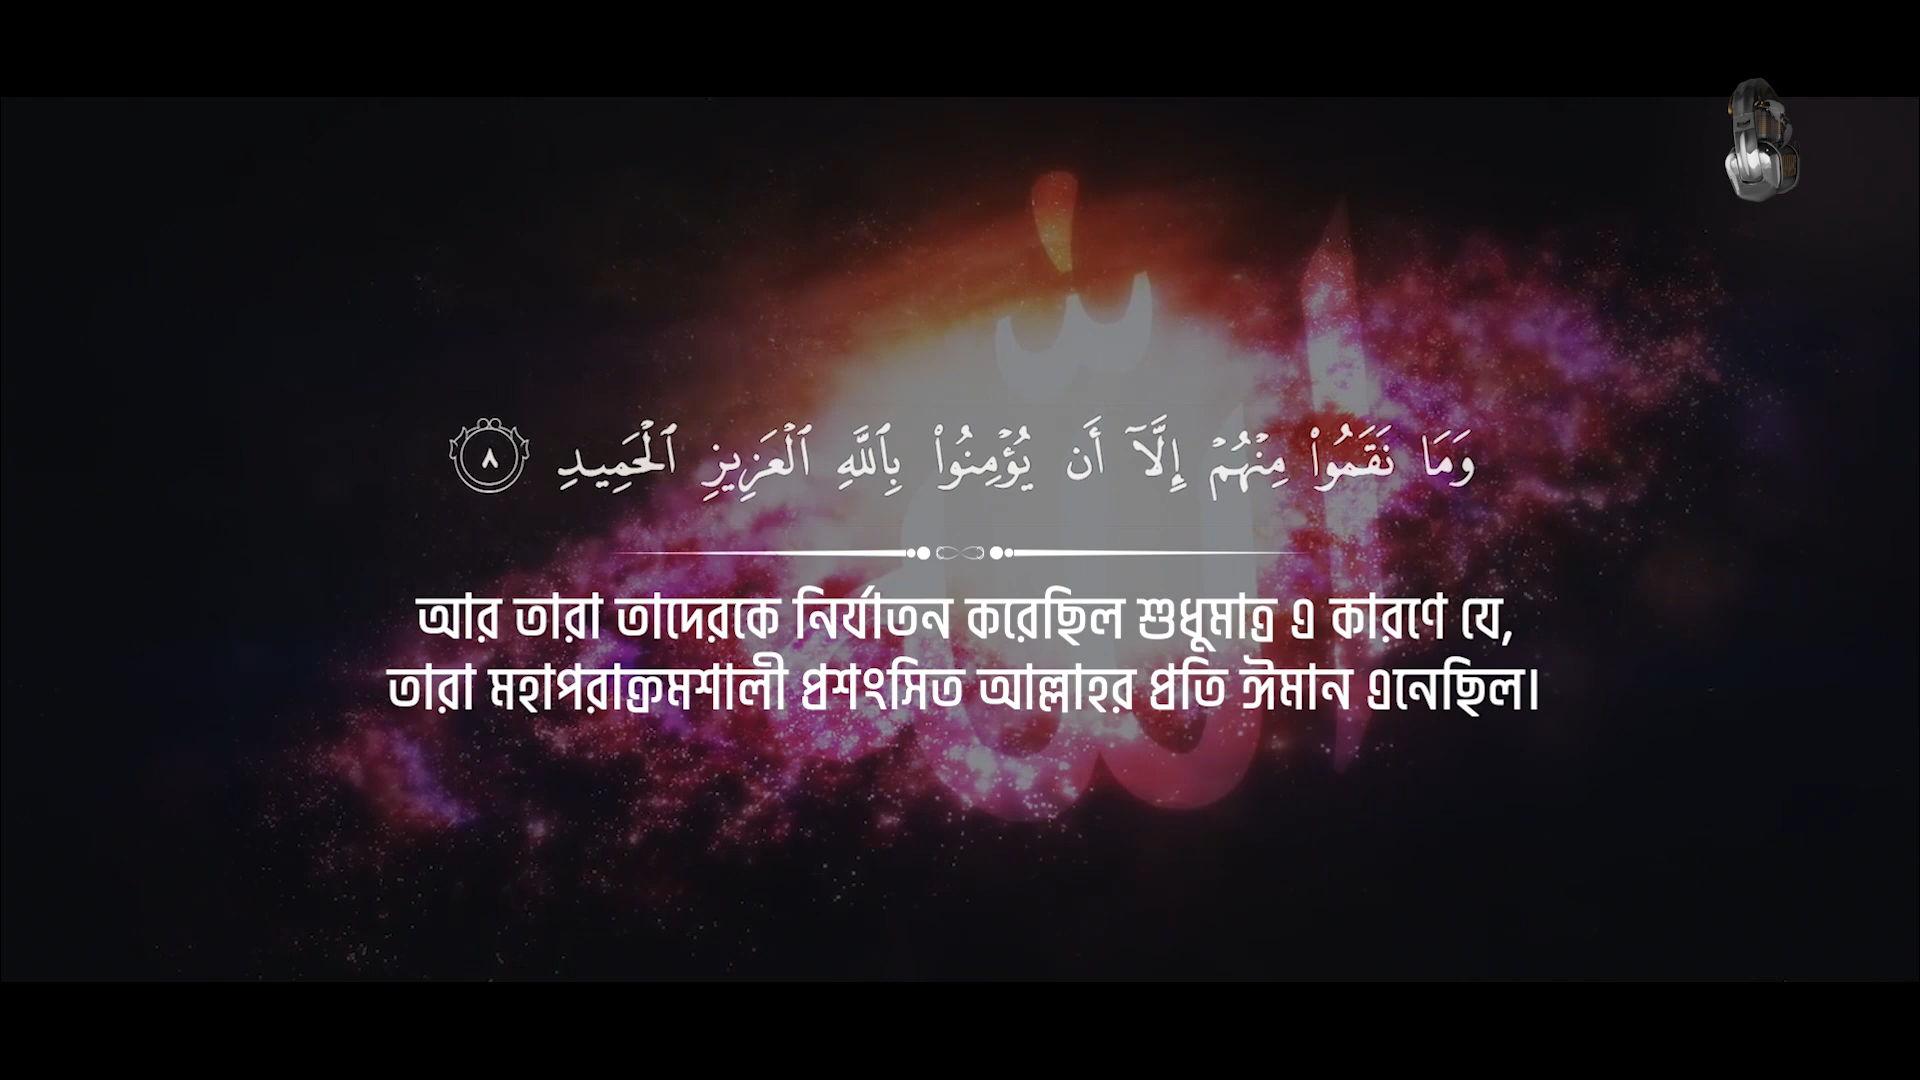 وَمَا نَقَمُوا۟ مِنْهُمْ إِلَّآ أَن يُؤْمِنُوا۟ بِٱللَّهِ ٱلْعَزِيزِ ٱلْحَمِيدِ ٨
আর তারা তাদেরকে নির্যাতন করেছিল শুধুমাত্র এ কারণে যে,
তারা মহাপরাক্রমশালী প্রশংসিত আল্লাহর প্রতি ঈমান এনেছিল।
الله